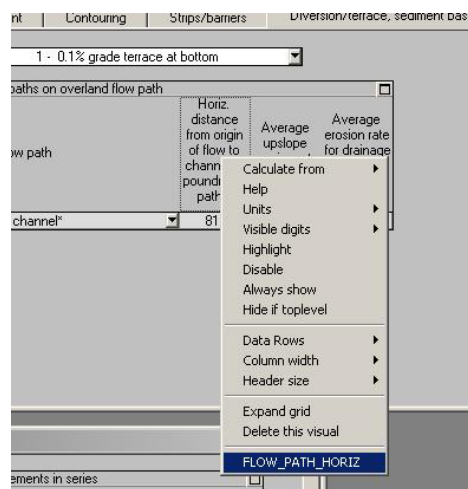 nt
Contouring
Strips/barriers
Diversion/terrace, sediment bas
1 - 0.1% grade terrace at bottom
paths on overland flow path
ow path
Horiz.
distance
from origin
of flow to
chann
poundn
path
Average
upslope
Average
erosion rate
for drainage
channel*
81
Calculate from
Help
Units
Visible digits
Highlight
Disable
Always show
Hide if toplevel
Data Rows
Column width
Header size
Expand grid
Delete this visual
FLOW_PATH_HORIZ
ements in series